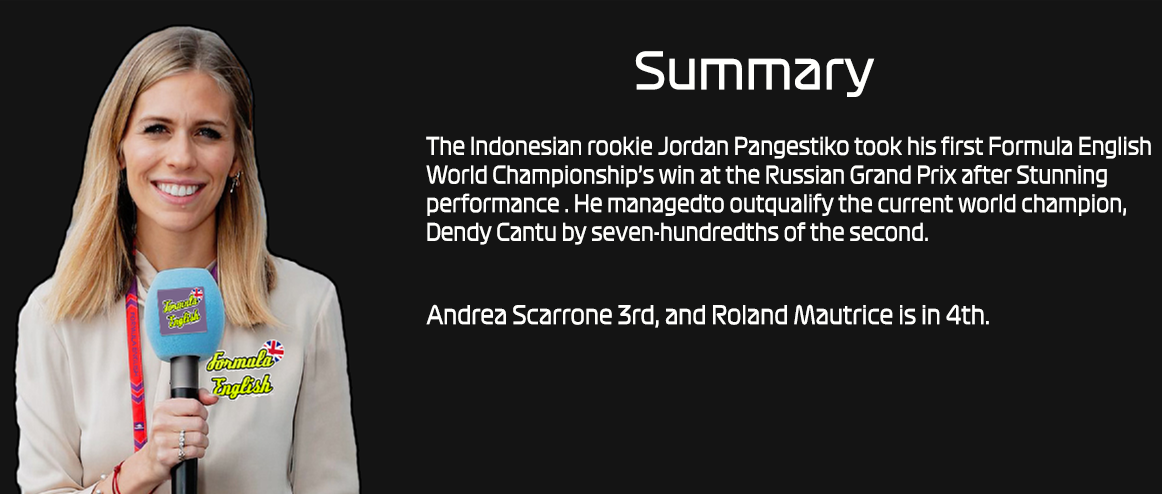 Summary
The Indonesian rookie Jordan Pangestiko took his first Formula English
World Championship's win at the Russian Grand Prix after Stunning
performance . He managedto outqualify the current world champion,
Dendy Cantu by seven-hundredths of the second.
Andrea Scarrone 3rd, and Roland Mautrice is in 4th.
Formula
English
Formula
English